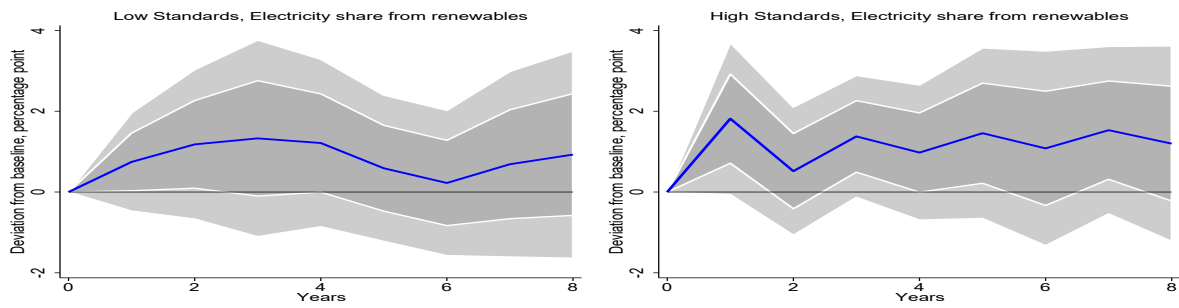 Low Standards, Electricity share from renewables
Deviation from baseline, percentage point
4
2
0
-2
0 2 4 6 8
Years
High Standards, Electricity share from renewables
Deviation from baseline, percentage point
4
2
0
-2
0 2 4 6 8
Years